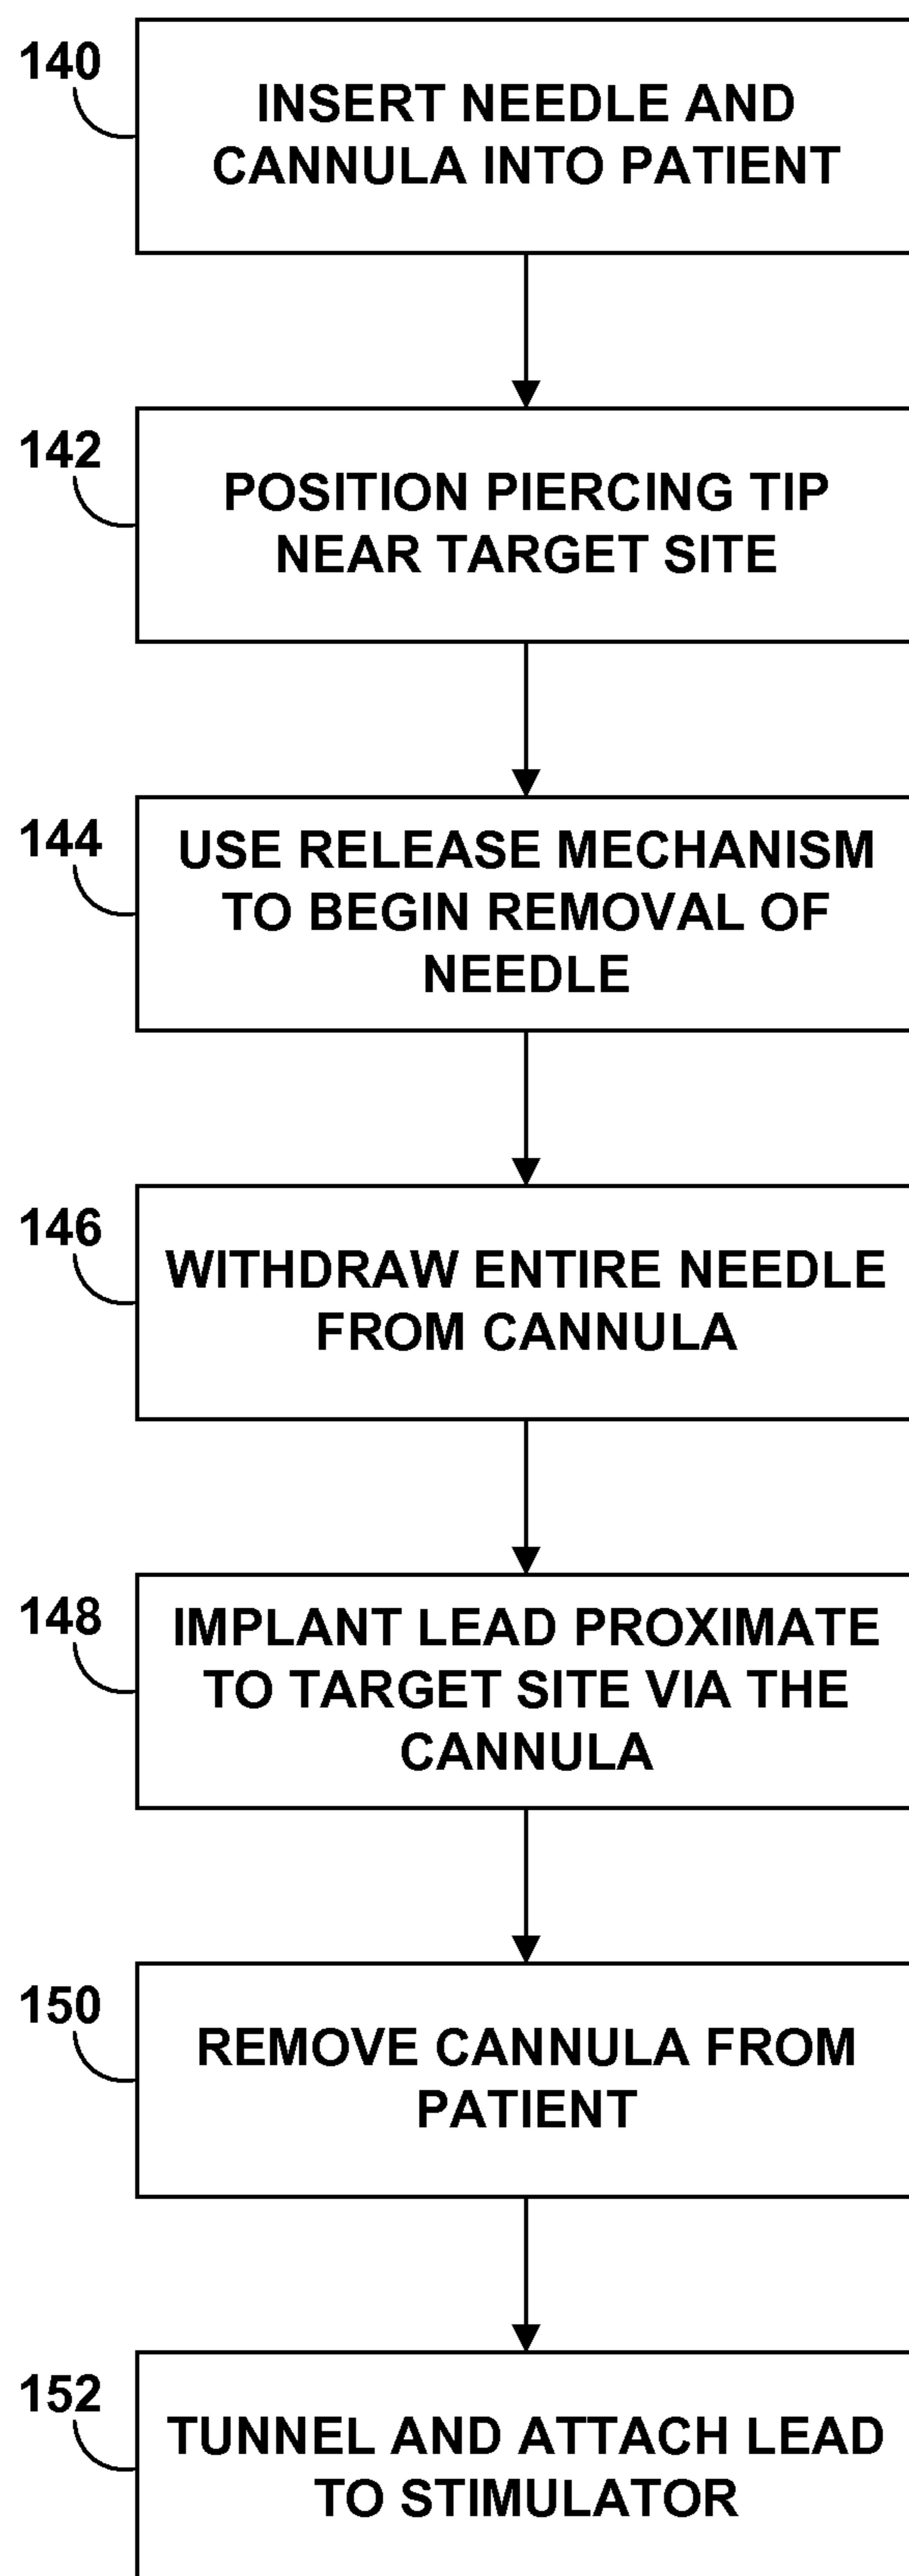 140
INSERT NEEDLE AND
CANNULA INTO PATIENT
142
POSITION PIERCING TIP
NEAR TARGET SITE
144
USE RELEASE MECHANISM
TO BEGIN REMOVAL OF
NEEDLE
146
WITHDRAW ENTIRE NEEDLE
FROM CANNULA
148
IMPLANT LEAD PROXIMATE
TO TARGET SITE VIA THE
CANNULA
150
REMOVE CANNULA FROM
PATIENT
152
TUNNEL AND ATTACH LEAD
TO STIMULATOR